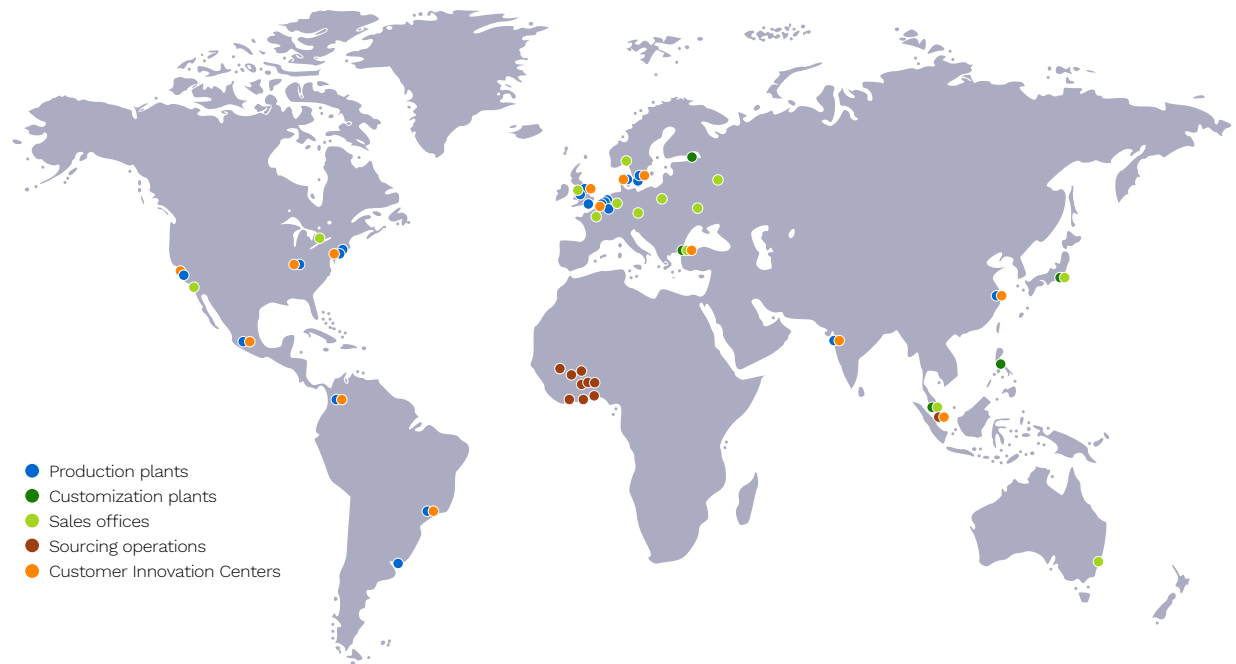 Production plants
Customization plants
Sales offices
Sourcing operations
Customer Innovation Centers